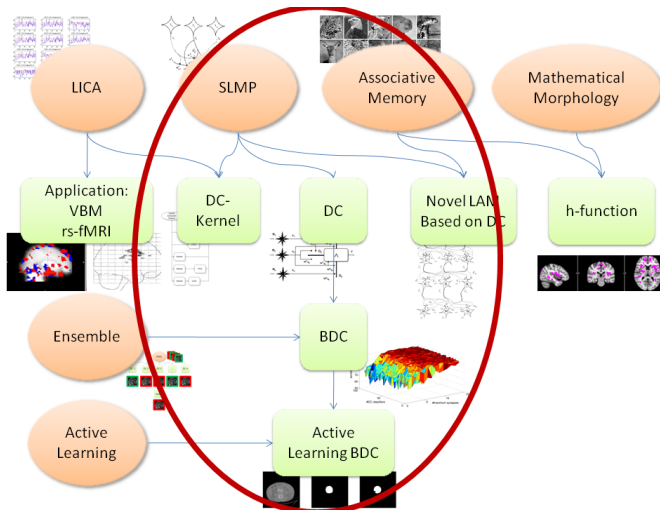 LICA
SLMP
Associative
Memory
Mathematical
Morphology
Application:
VBM
rs-fMRI
DC-
Kernel
DC
Novel LAM
Based on DC
h-function
Ensemble
BDC
Active
Learning
Active
Learning BDC